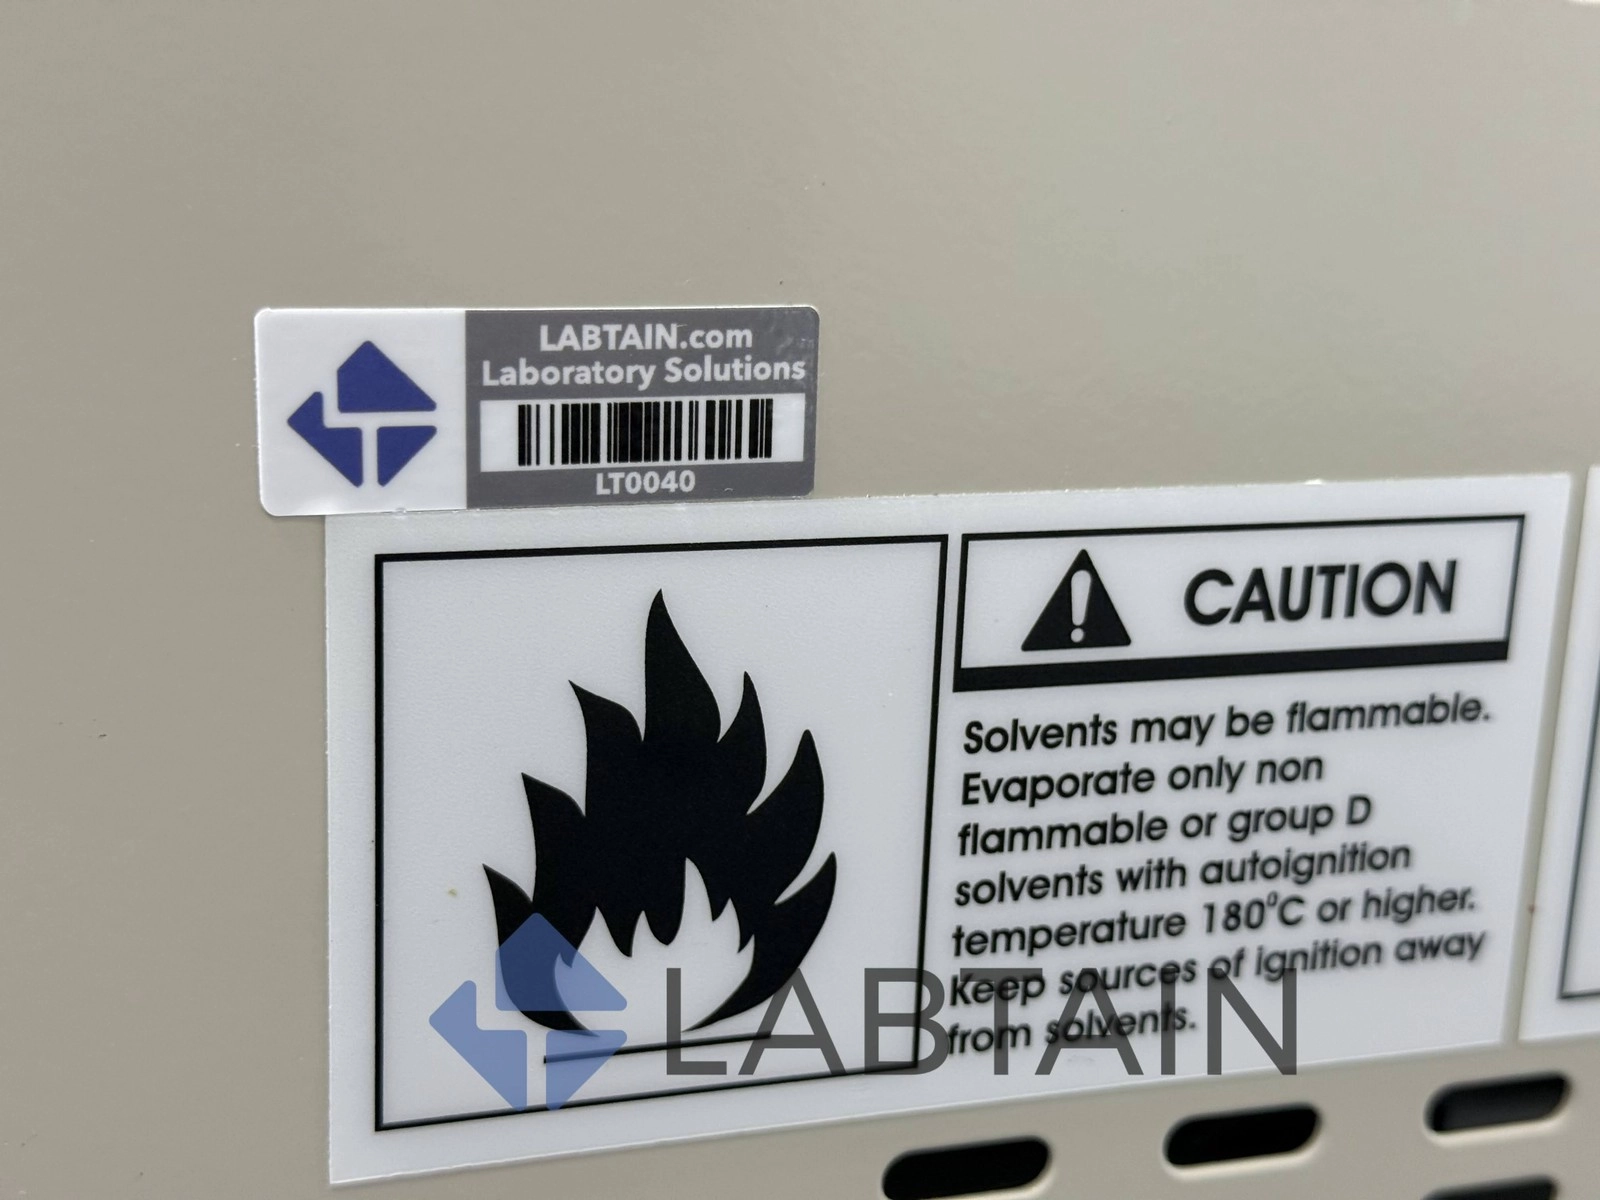 LABTAIN.com
Laboratory Solutions
LT0040
CAUTION
Solvents may be flammable.
Evaporate only non
flammable or group D
solvents with autoignition
temperature 180°C or higher.
Keep sources of ignition away
from solvents.
LABTAIN